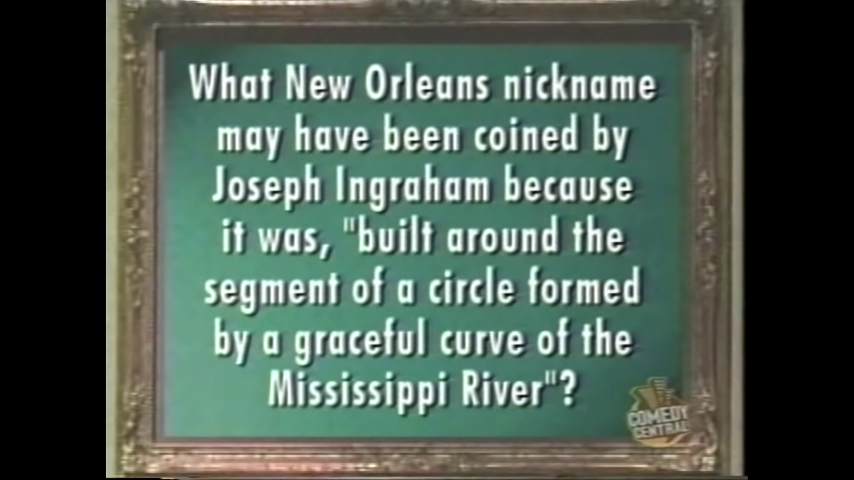 What New Orleans nickname
may have been coined by
Joseph Ingraham because
it was, "built around the
segment of a circle formed
by a graceful curve of the
Mississippi River"?
COMEDY
CENTRAL